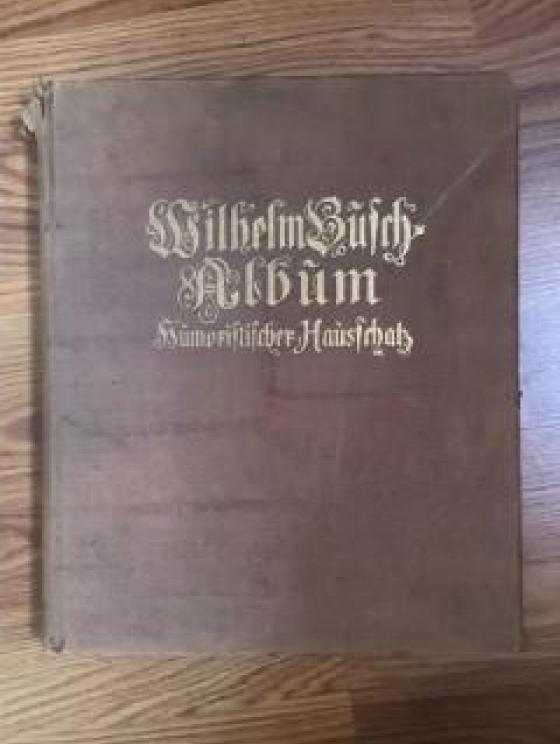 Wilhelm Busch-
Album
Humoristischer Hausschatz